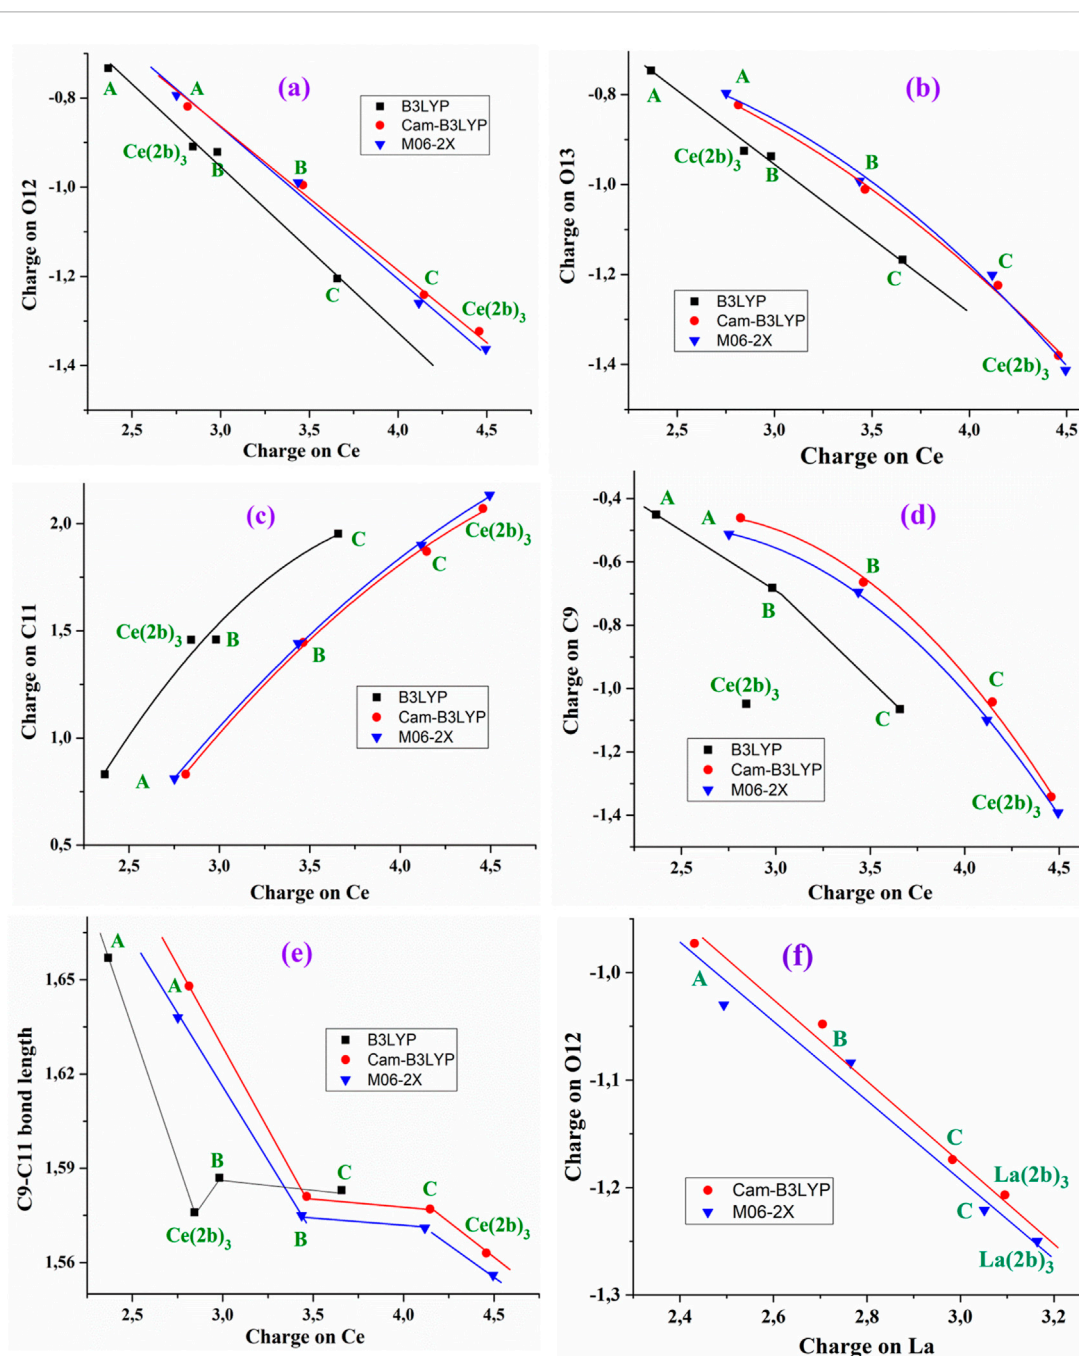 (a)
-0,8
-1,0
-1,2
-1,4
Charge on O12
A
A
B3LYP
Cam-B3LYP
M06-2X
Ce(2b)3
B
B
C
C
Ce(2b)3
2,5 3,0 3,5 4,0 4,5
Charge on Ce
(b)
-0,8
-1,0
-1,2
-1,4
Charge on O13
A
A
Ce(2b)3
B
B
C
C
B3LYP
Cam-B3LYP
M06-2X
Ce(2b)3
2,5 3,0 3,5 4,0 4,5
Charge on Ce
(c)
2,0
1,5
1,0
0,5
Charge on C11
C
Ce(2b)3
C
Ce(2b)3
B
B
B3LYP
Cam-B3LYP
M06-2X
A
2,5 3,0 3,5 4,0 4,5
Charge on Ce
(d)
-0,4
-0,6
-0,8
-1,0
-1,2
-1,4
Charge on C9
A
A
B
B
Ce(2b)3
C
C
B3LYP
Cam-B3LYP
M06-2X
Ce(2b)3
2,5 3,0 3,5 4,0 4,5
Charge on Ce
(e)
1,65
1,62
1,59
1,56
C9-C11 bond length
A
A
B3LYP
Cam-B3LYP
M06-2X
B
C
C
Ce(2b)3
B
Ce(2b)3
2,5 3,0 3,5 4,0 4,5
Charge on Ce
(f)
-1,0
-1,1
-1,2
-1,3
Charge on O12
A
B
C
La(2b)3
C
La(2b)3
Cam-B3LYP
M06-2X
2,4 2,6 2,8 3,0 3,2
Charge on La